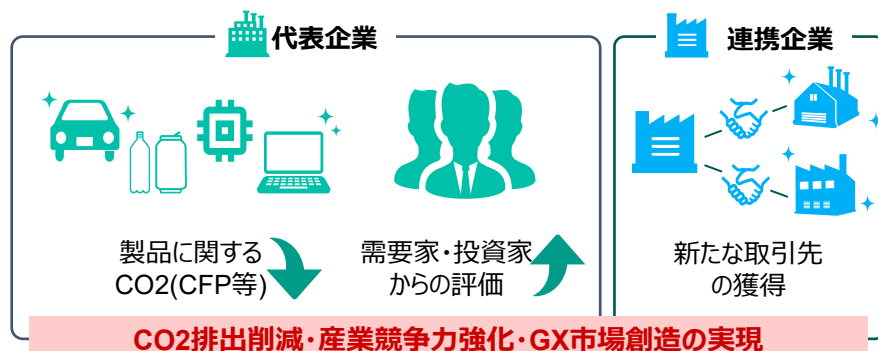 代表企業
連携企業
製品に関する
CO2(CFP等)
需要家・投資家
からの評価
新たな取引先
の獲得
CO2排出削減・産業競争力強化・GX市場創造の実現